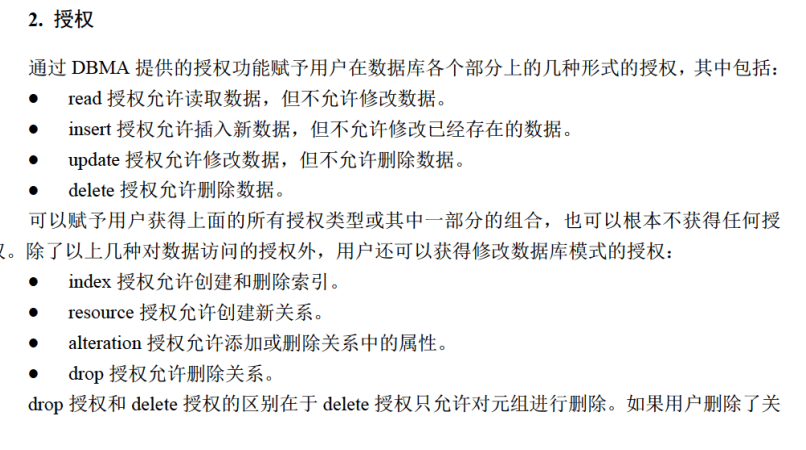 2. 授权
通过 DBMA 提供的授权功能赋予用户在数据库各个部分上的几种形式的授权，其中包括：
● read 授权允许读取数据，但不允许修改数据。
● insert 授权允许插入新数据，但不允许修改已经存在的数据。
● update 授权允许修改数据，但不允许删除数据。
● delete 授权允许删除数据。
可以赋予用户获得上面的所有授权类型或其中一部分的组合，也可以根本不获得任何授
。除了以上几种对数据访问的授权外，用户还可以获得修改数据库模式的授权：
● index 授权允许创建和删除索引。
● resource 授权允许创建新关系。
● alteration 授权允许添加或删除关系中的属性。
● drop 授权允许删除关系。
drop 授权和 delete 授权的区别在于 delete 授权只允许对元组进行删除。如果用户删除了关